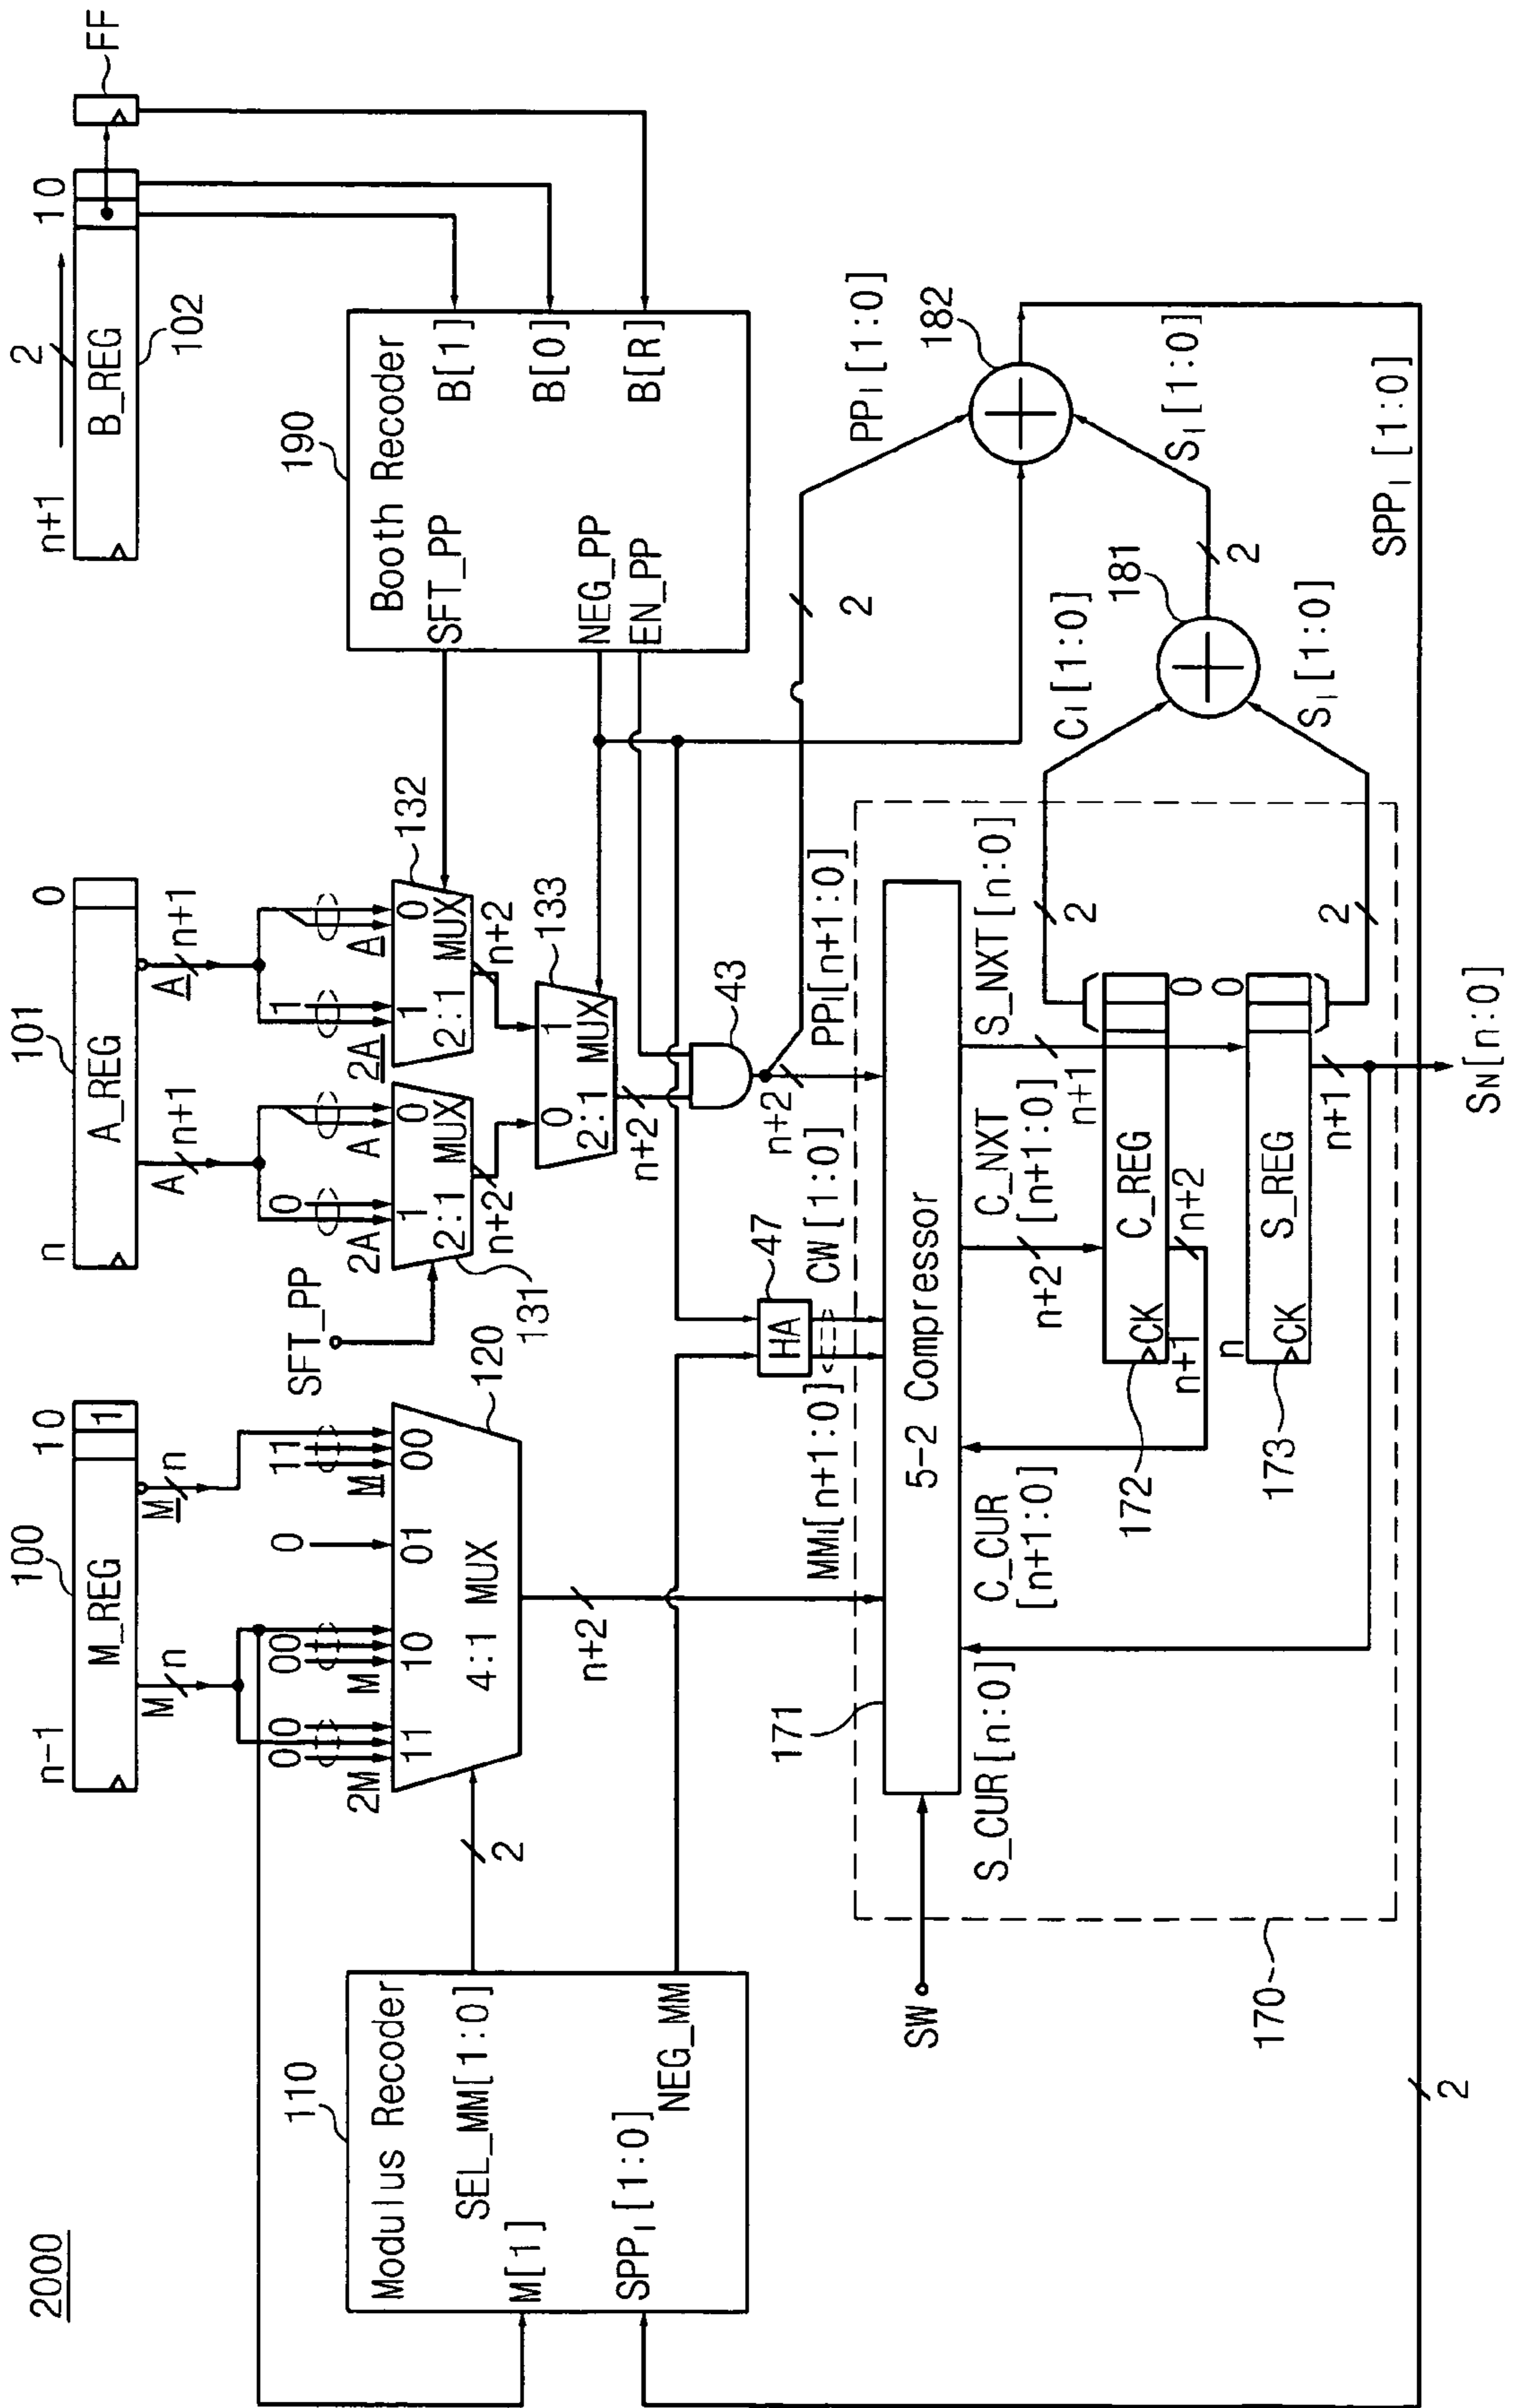 2000
M_REG
100
n-1
10
1
M
n
M
n
A_REG
101
n
0
A
n+1
A
n+1
B_REG
102
n+1
2
10
FF
Modulus Recoder
110
SEL_MM[1:0]
M[1]
SPPI[1:0]
NEG_MM
2
00
2M
00
M
0
11
M
11
10
01
00
4:1 MUX
120
n+2
SFT_PP
0
2A
A
1
0
2:1 MUX
131
n+2
1
2A
A
1
0
2:1 MUX
132
n+2
0
1
2:1 MUX
133
n+2
43
Booth Recoder
190
SFT_PP
NEG_PP
EN_PP
B[1]
B[0]
B[R]
HA
47
MMI[n+1:0]
CW[1:0]
n+2
PPI[n+1:0]
SW
171
5-2 Compressor
S_CUR[n:0]
C_CUR
[n+1:0]
C_NXT
[n+1:0]
n+2
S_NXT[n:0]
n+1
C_REG
CK
n+1
0
n+2
172
S_REG
CK
n
0
n+1
173
170
2
2
CI[1:0]
SI[1:0]
181
2
2
PPI[1:0]
SI[1:0]
182
SPPI[1:0]
2
SN[n:0]